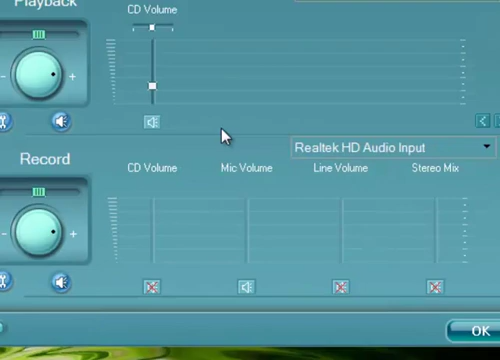 Playback
CD Volume
Realtek HD Audio Input
Record
CD Volume
Mic Volume
Line Volume
Stereo Mix
OK